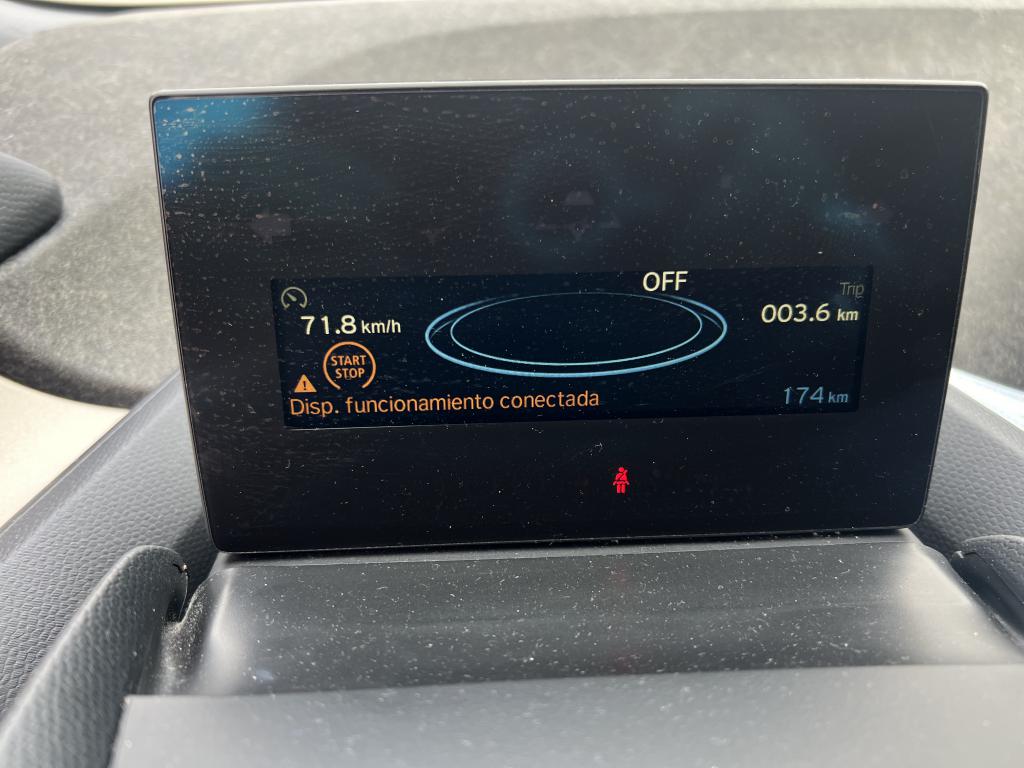 OFF
Trip
71.8 km/h
003.6 km
START
STOP
Disp. funcionamiento conectada
174 km